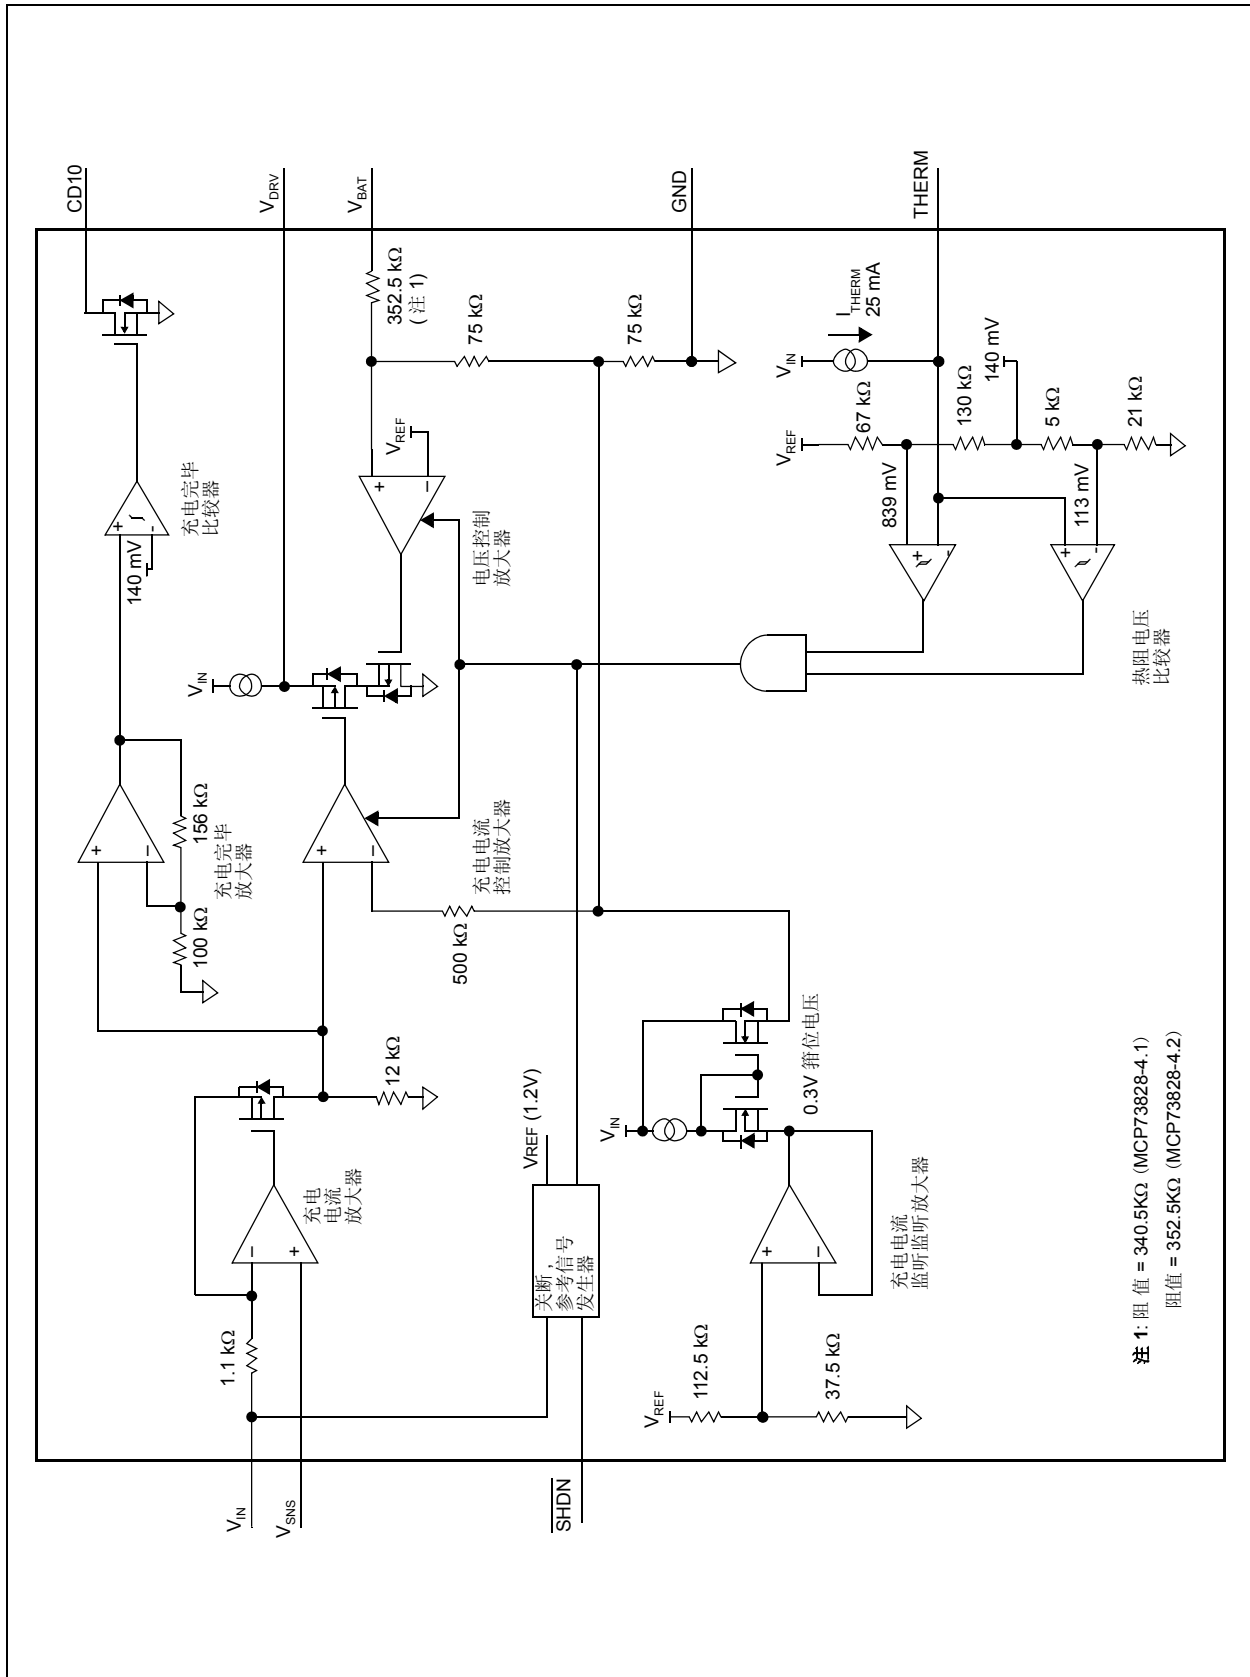 CD10
VDRV
VBAT
GND
THERM
140 mV
充电完毕
比较器
VIN
352.5 kΩ
( 注 1)
75 kΩ
75 kΩ
VREF
电压控制
放大器
ITHERM
25 mA
VIN
VREF
67 kΩ
130 kΩ
140 mV
5 kΩ
21 kΩ
839 mV
113 mV
热阻电压
比较器
156 kΩ
100 kΩ
充电完毕
放大器
充电电流
控制放大器
500 kΩ
12 kΩ
充电
电流
放大器
1.1 kΩ
VREF (1.2V)
关断，
参考信号
发生器
VIN
0.3V 箝位电压
充电电流
监听监听放大器
VREF
112.5 kΩ
37.5 kΩ
VIN
VSNS
SHDN
注 1: 阻 值 = 340.5KΩ (MCP73828-4.1)
阻值 = 352.5KΩ (MCP73828-4.2)